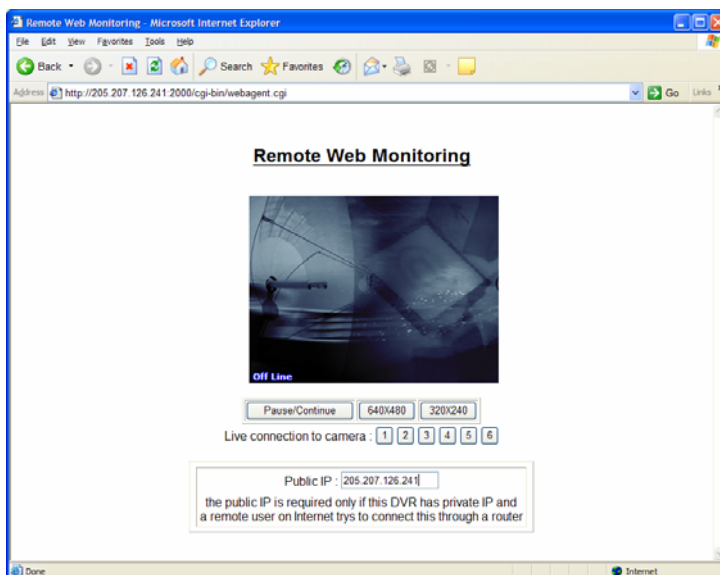 Remote Web Monitoring - Microsoft Internet Explorer
File Edit View Favorites Tools Help
Back Search Favorites
Address http://205.207.126.241:2000/cgi-bin/webagent.cgi Go Links
Remote Web Monitoring
Off Line
Pause/Continue 640X480 320X240
Live connection to camera : 1 2 3 4 5 6
Public IP : 205.207.126.241
the public IP is required only if this DVR has private IP and
a remote user on Internet trys to connect this through a router
Done Internet